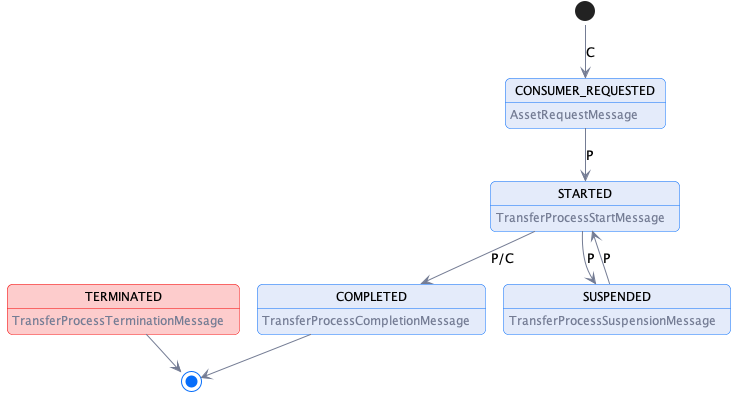 C
CONSUMER_REQUESTED
AssetRequestMessage
P
STARTED
TransferProcessStartMessage
P/C
P
P
TERMINATED
TransferProcessTerminationMessage
COMPLETED
TransferProcessCompletionMessage
SUSPENDED
TransferProcessSuspensionMessage